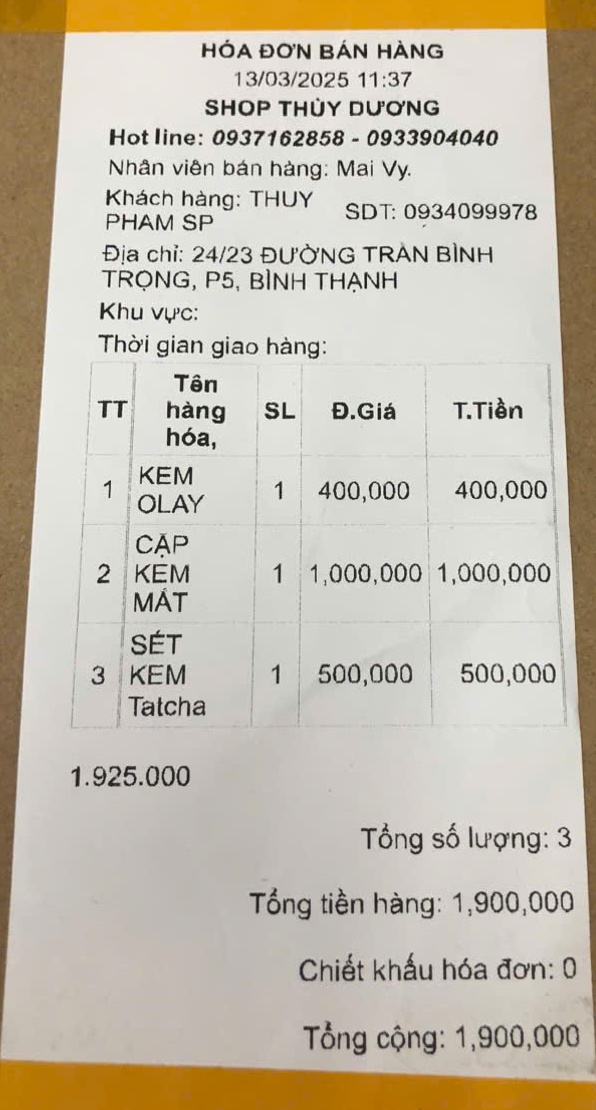 HÓA ĐƠN BÁN HÀNG
13/03/2025 11:37
SHOP THÙY DƯƠNG
Hot line: 0937162858 - 0933904040
Nhân viên bán hàng: Mai Vy.
Khách hàng: THUY PHAM SP SDT: 0934099978
Địa chỉ: 24/23 ĐƯỜNG TRẦN BÌNH
TRỌNG, P5, BÌNH THẠNH
Khu vực:
Thời gian giao hàng:
TT Tên hàng hóa, SL Đ.Giá T.Tiền
1 KEM OLAY 1 400,000 400,000
2 CẶP KEM MẮT 1 1,000,000 1,000,000
3 SÉT KEM Tatcha 1 500,000 500,000
1.925.000
Tổng số lượng: 3
Tổng tiền hàng: 1,900,000
Chiết khấu hóa đơn: 0
Tổng cộng: 1,900,000